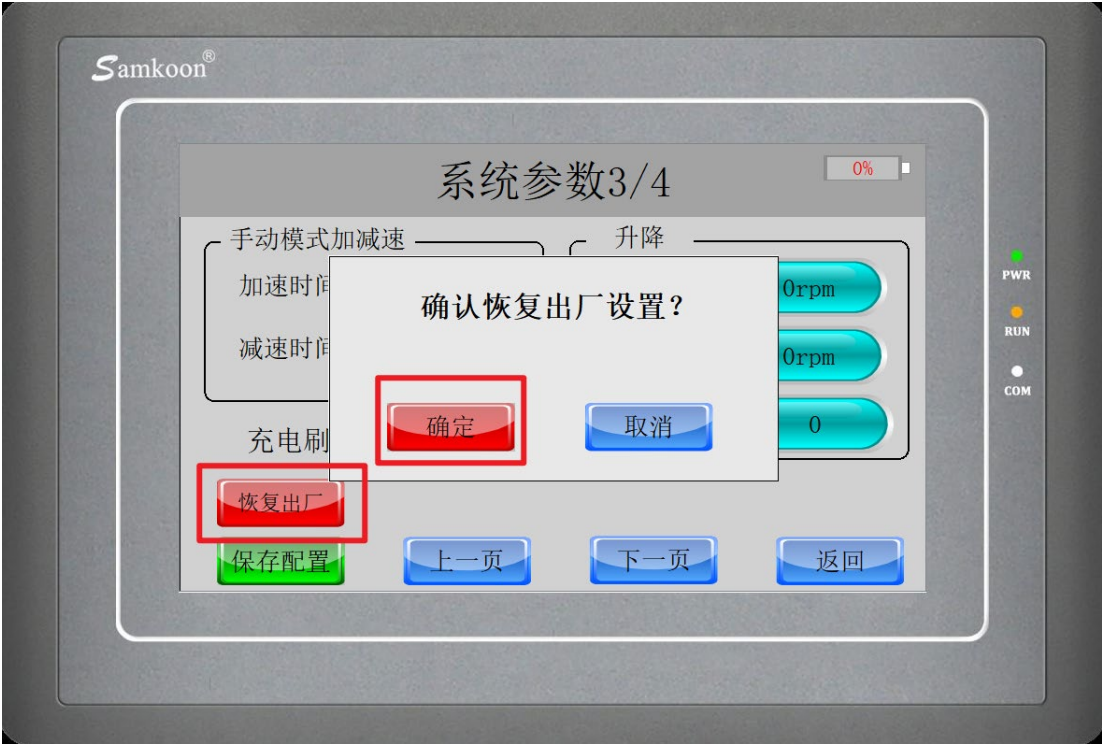 Samkoon®
系统参数3/4
0%
手动模式加减速
升降
加速时间
0rpm
PWR
确认恢复出厂设置？
减速时间
0rpm
RUN
COM
确定
取消
0
充电刷
恢复出厂
保存配置
上一页
下一页
返回